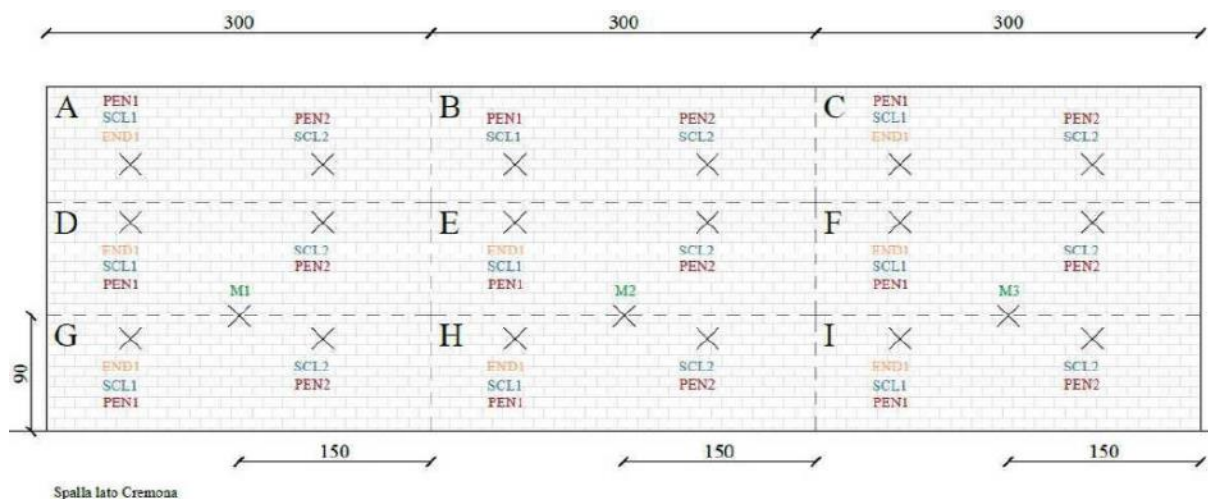 300 300 300
A PEN1 SCL1 END1
PEN2 SCL2
B PEN1 SCL1
PEN2 SCL2
C PEN1 SCL1 END1
PEN2 SCL2
D END1 SCL1 PEN1
SCL2 PEN2
M1
E END1 SCL1 PEN1
SCL2 PEN2
M2
F END1 SCL1 PEN1
SCL2 PEN2
M3
90
G END1 SCL1 PEN1
SCL2 PEN2
H END1 SCL1 PEN1
SCL2 PEN2
I END1 SCL1 PEN1
SCL2 PEN2
150 150 150
Spalla lato Cremona